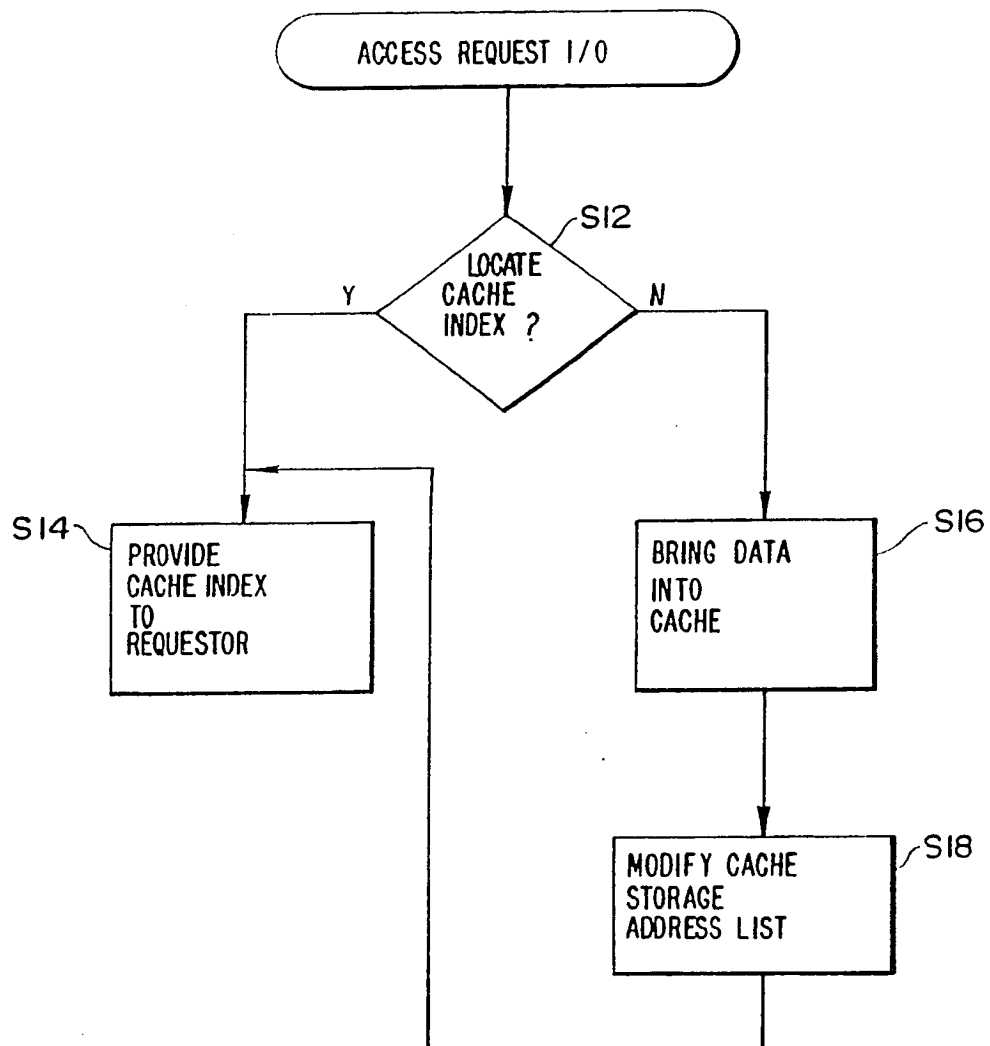 ACCESS REQUEST I/O
S12
LOCATE
CACHE
INDEX ?
Y
N
S14
PROVIDE
CACHE INDEX
TO
REQUESTOR
S16
BRING DATA
INTO
CACHE
S18
MODIFY CACHE
STORAGE
ADDRESS LIST